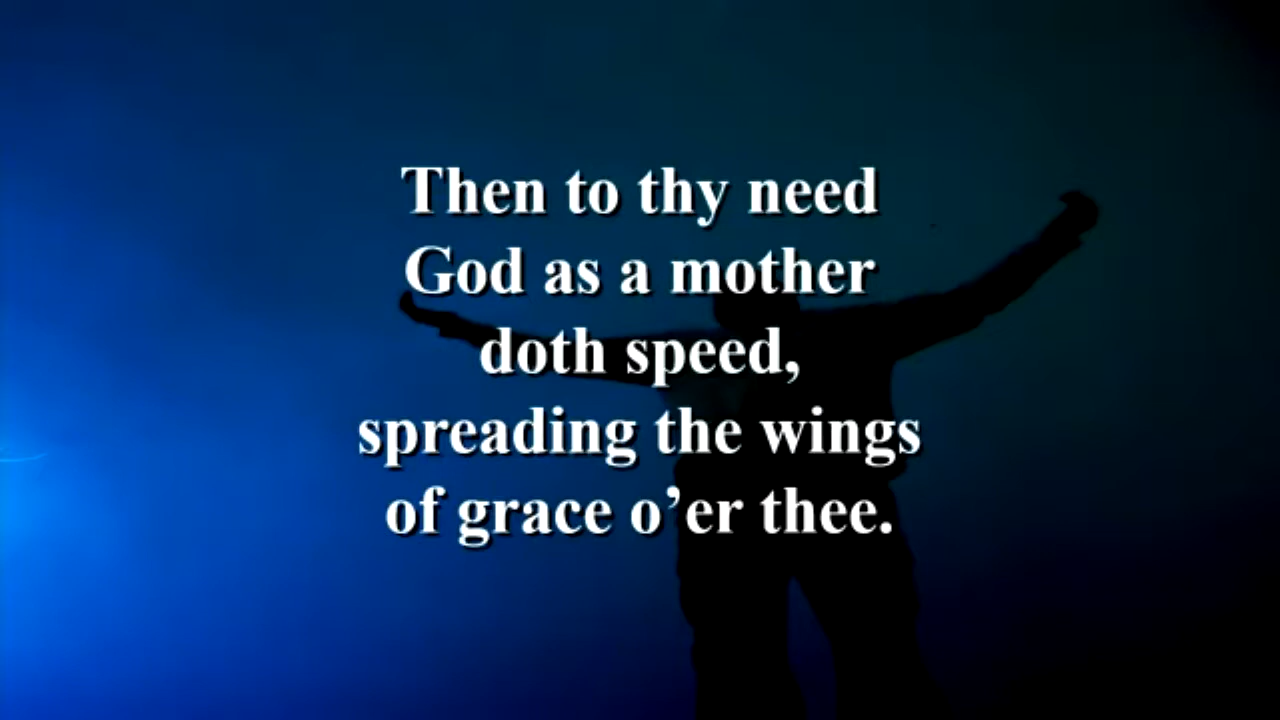 Then to thy need
God as a mother
doth speed,
spreading the wings
of grace o’er thee.